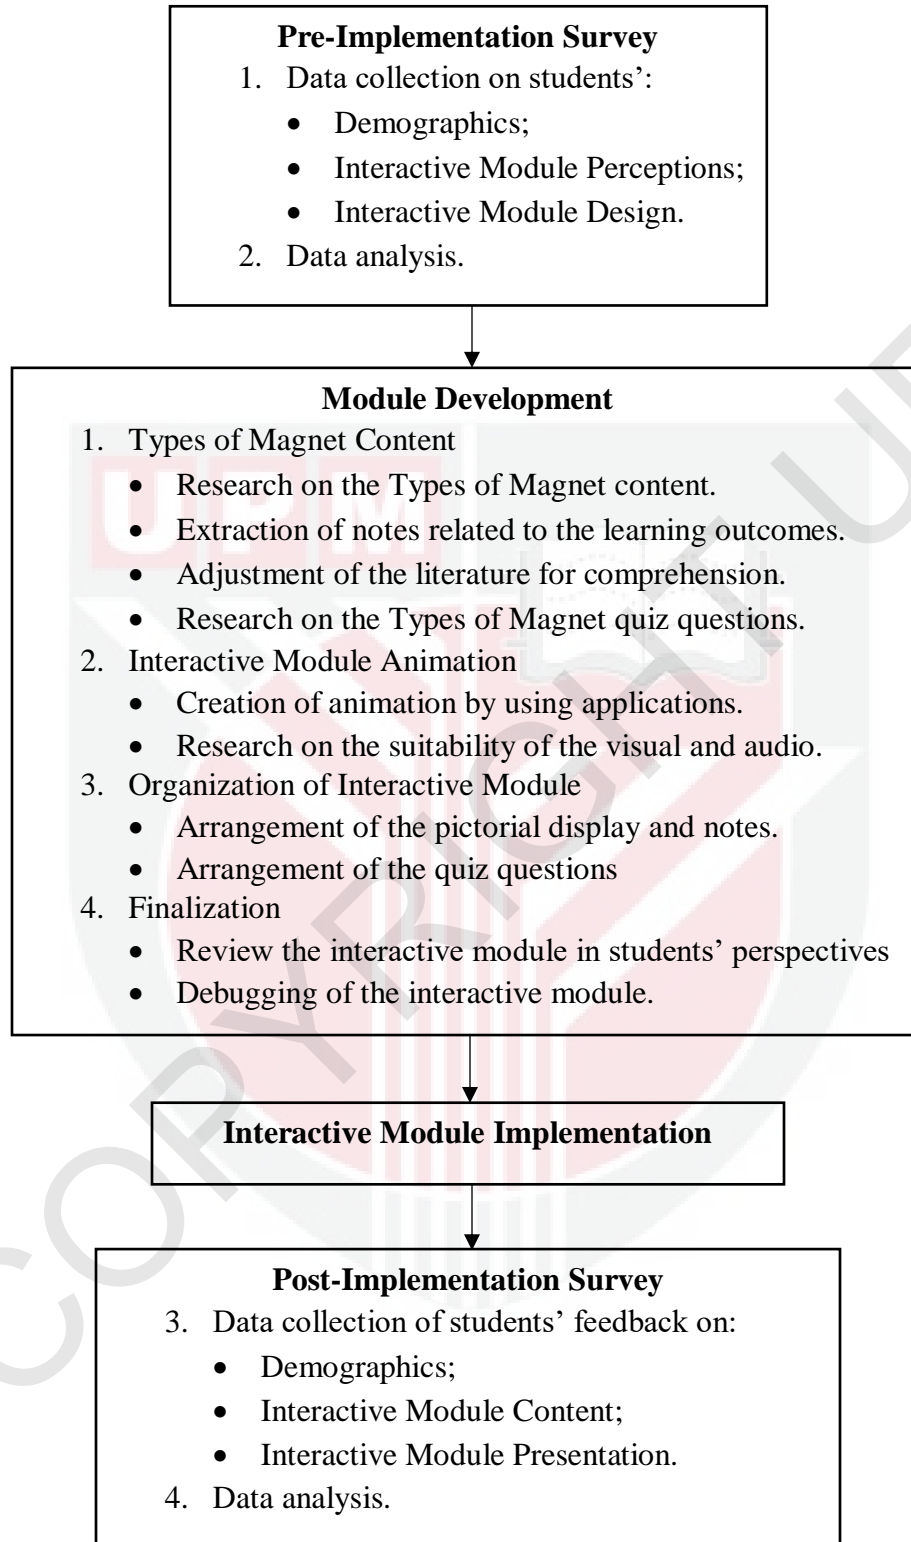 Pre-Implementation Survey
1. Data collection on students’:
• Demographics;
• Interactive Module Perceptions;
• Interactive Module Design.
2. Data analysis.
Module Development
1. Types of Magnet Content
• Research on the Types of Magnet content.
• Extraction of notes related to the learning outcomes.
• Adjustment of the literature for comprehension.
• Research on the Types of Magnet quiz questions.
2. Interactive Module Animation
• Creation of animation by using applications.
• Research on the suitability of the visual and audio.
3. Organization of Interactive Module
• Arrangement of the pictorial display and notes.
• Arrangement of the quiz questions
4. Finalization
• Review the interactive module in students’ perspectives
• Debugging of the interactive module.
Interactive Module Implementation
Post-Implementation Survey
3. Data collection of students’ feedback on:
• Demographics;
• Interactive Module Content;
• Interactive Module Presentation.
4. Data analysis.
UPM
COPYRIGHT